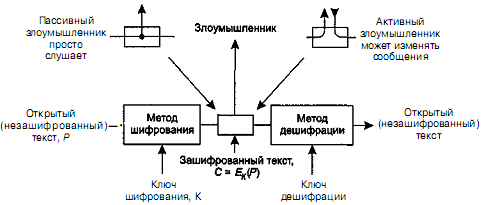 Пассивный
злоумышленник
просто
слушает
Злоумышленник
Активный
злоумышленник
может изменять
сообщения
Открытый
(незашифрованный)
текст, P
Метод
шифрования
Метод
дешифрации
Открытый
(незашифрованный)
текст
Зашифрованный текст,
C = EK(P)
Ключ
шифрования, К
Ключ
дешифрации